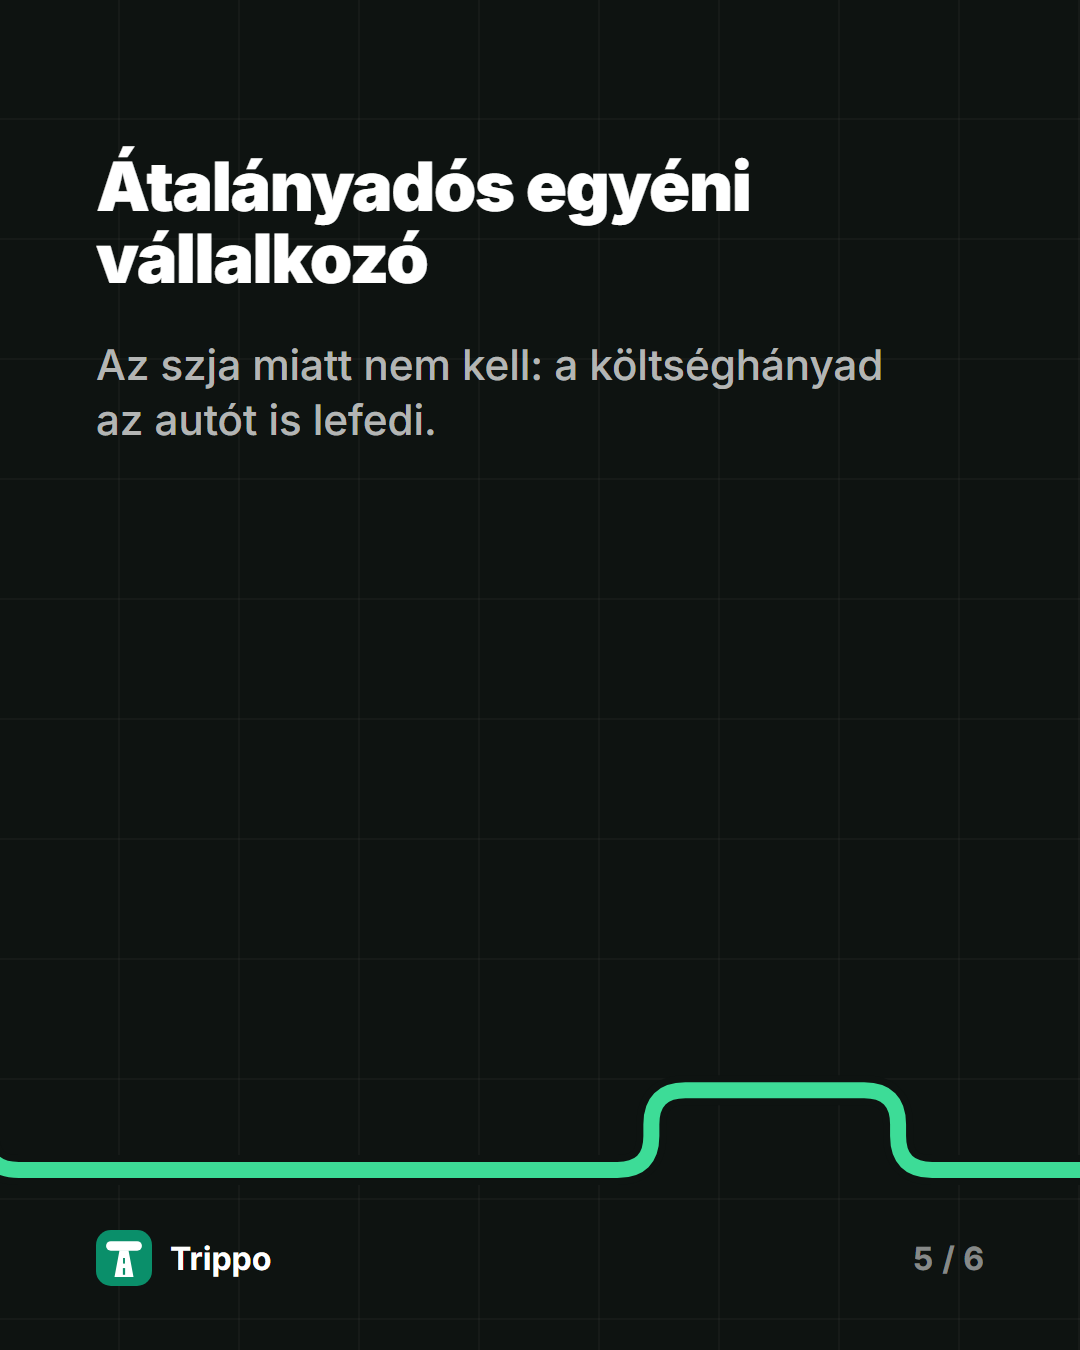 Átalányadós egyéni
vállalkozó
Az szja miatt nem kell: a költséghányad
az autót is lefedi.
Trippo
5 / 6